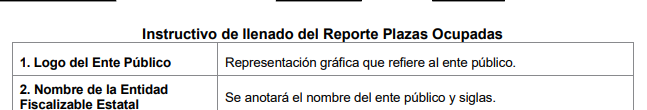 Instructivo de llenado del Reporte Plazas Ocupadas
1. Logo del Ente Público
Representación gráfica que refiere al ente público.
2. Nombre de la Entidad
Fiscalizable Estatal
Se anotará el nombre del ente público y siglas.